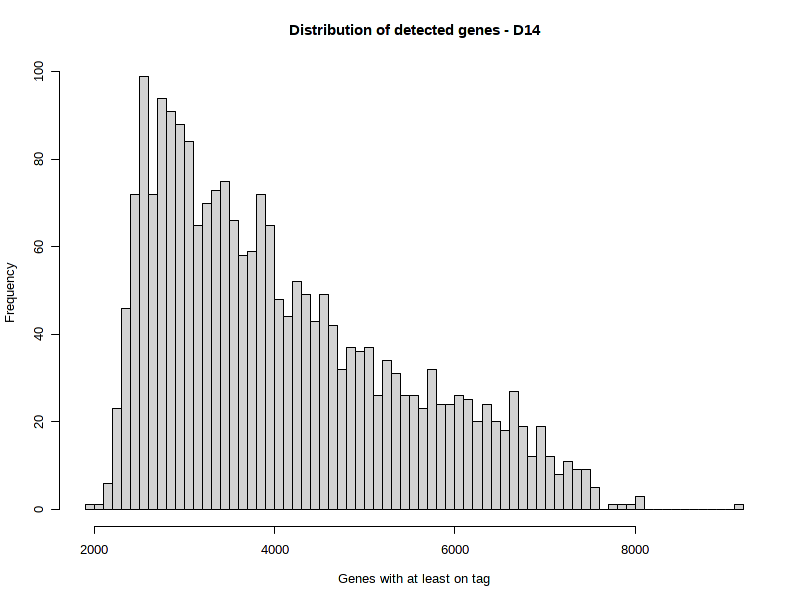 Distribution of detected genes - D14
Frequency
100
80
60
40
20
0
2000 4000 6000 8000
Genes with at least on tag